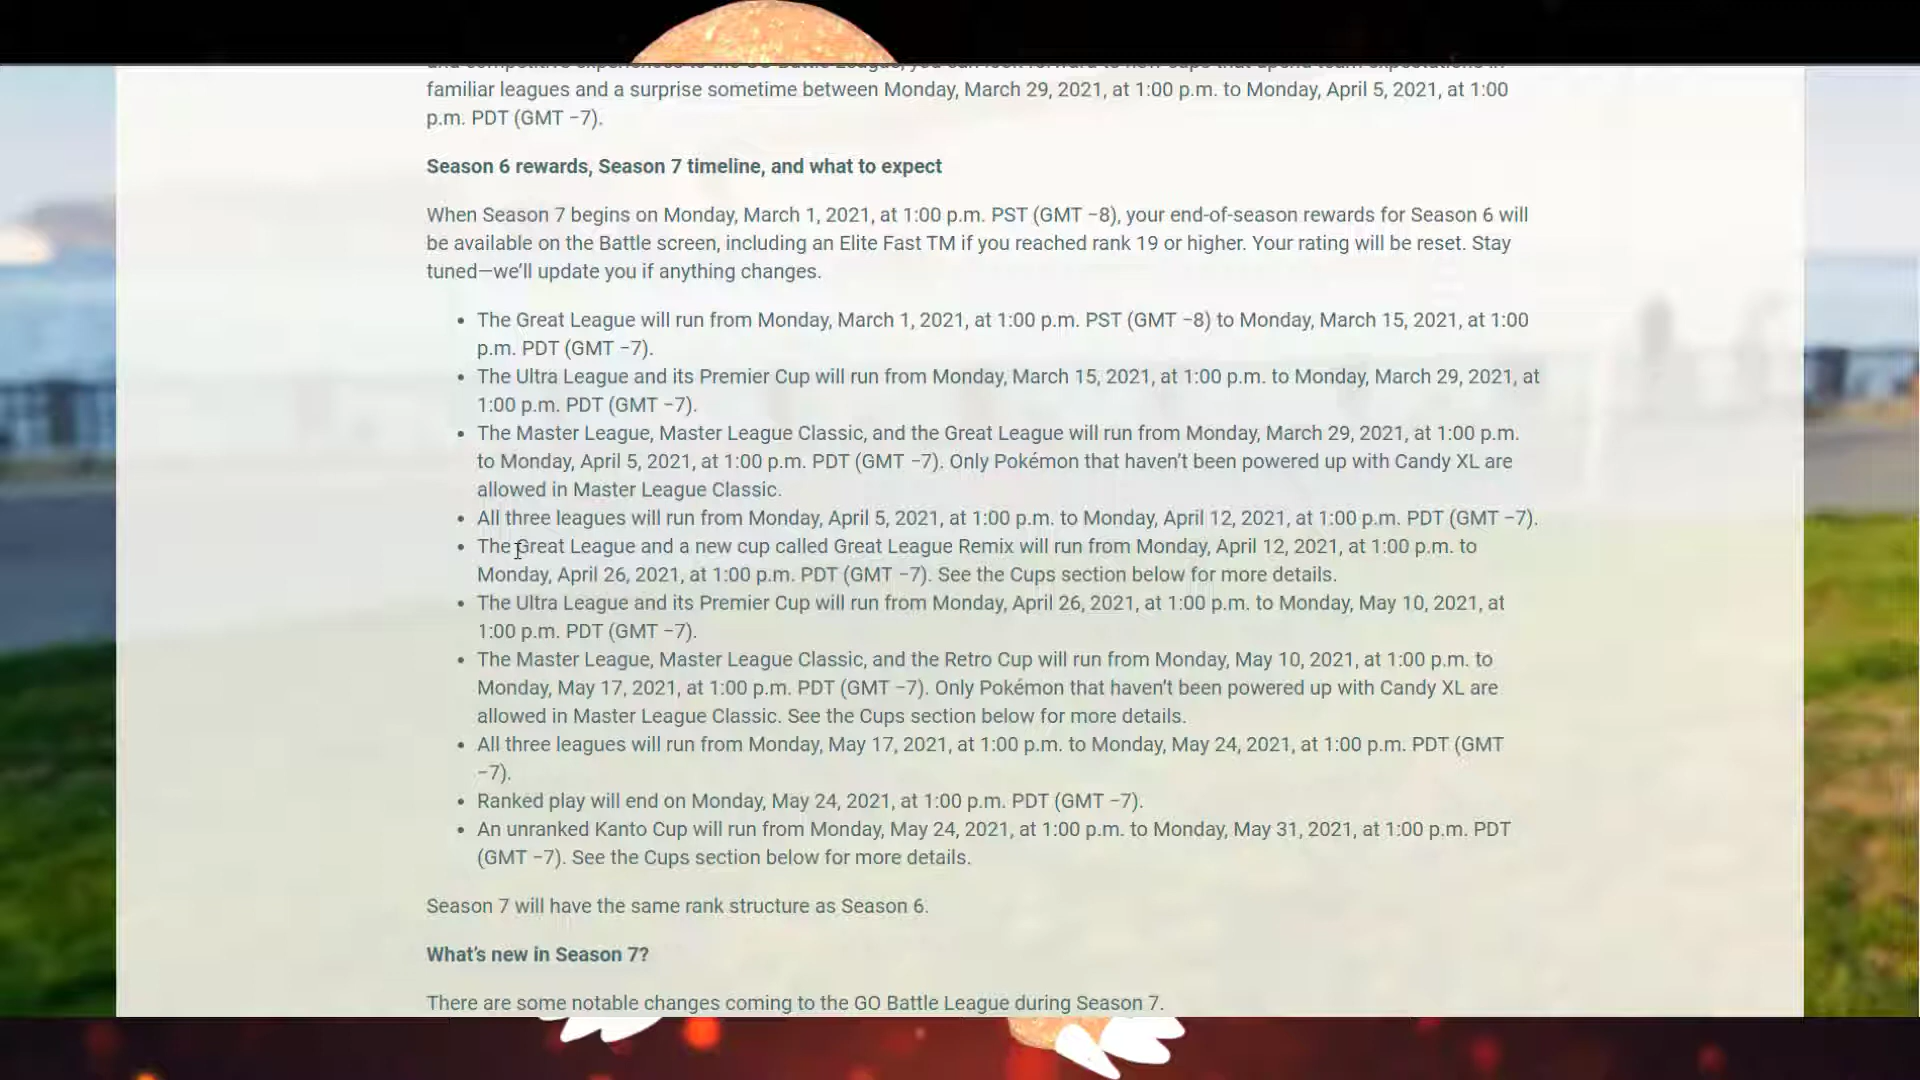 familiar leagues and a surprise sometime between Monday, March 29, 2021, at 1:00 p.m. to Monday, April 5, 2021, at 1:00
p.m. PDT (GMT −7).
Season 6 rewards, Season 7 timeline, and what to expect
When Season 7 begins on Monday, March 1, 2021, at 1:00 p.m. PST (GMT −8), your end-of-season rewards for Season 6 will
be available on the Battle screen, including an Elite Fast TM if you reached rank 19 or higher. Your rating will be reset. Stay
tuned—we’ll update you if anything changes.
• The Great League will run from Monday, March 1, 2021, at 1:00 p.m. PST (GMT −8) to Monday, March 15, 2021, at 1:00
p.m. PDT (GMT −7).
• The Ultra League and its Premier Cup will run from Monday, March 15, 2021, at 1:00 p.m. to Monday, March 29, 2021, at
1:00 p.m. PDT (GMT −7).
• The Master League, Master League Classic, and the Great League will run from Monday, March 29, 2021, at 1:00 p.m.
to Monday, April 5, 2021, at 1:00 p.m. PDT (GMT −7). Only Pokémon that haven’t been powered up with Candy XL are
allowed in Master League Classic.
• All three leagues will run from Monday, April 5, 2021, at 1:00 p.m. to Monday, April 12, 2021, at 1:00 p.m. PDT (GMT −7).
• The Great League and a new cup called Great League Remix will run from Monday, April 12, 2021, at 1:00 p.m. to
Monday, April 26, 2021, at 1:00 p.m. PDT (GMT −7). See the Cups section below for more details.
• The Ultra League and its Premier Cup will run from Monday, April 26, 2021, at 1:00 p.m. to Monday, May 10, 2021, at
1:00 p.m. PDT (GMT −7).
• The Master League, Master League Classic, and the Retro Cup will run from Monday, May 10, 2021, at 1:00 p.m. to
Monday, May 17, 2021, at 1:00 p.m. PDT (GMT −7). Only Pokémon that haven’t been powered up with Candy XL are
allowed in Master League Classic. See the Cups section below for more details.
• All three leagues will run from Monday, May 17, 2021, at 1:00 p.m. to Monday, May 24, 2021, at 1:00 p.m. PDT (GMT
−7).
• Ranked play will end on Monday, May 24, 2021, at 1:00 p.m. PDT (GMT −7).
• An unranked Kanto Cup will run from Monday, May 24, 2021, at 1:00 p.m. to Monday, May 31, 2021, at 1:00 p.m. PDT
(GMT −7). See the Cups section below for more details.
Season 7 will have the same rank structure as Season 6.
What’s new in Season 7?
There are some notable changes coming to the GO Battle League during Season 7.